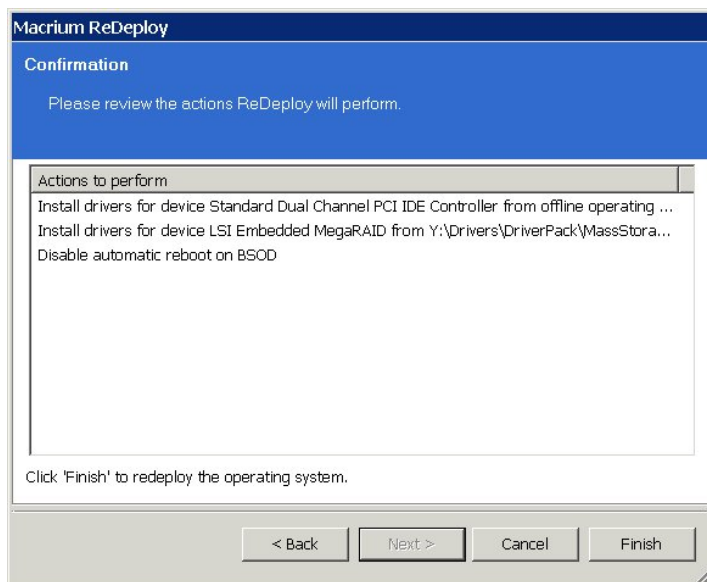 Macrium ReDeploy
Confirmation
Please review the actions ReDeploy will perform.
Actions to perform
Install drivers for device Standard Dual Channel PCI IDE Controller from offline operating ...
Install drivers for device LSI Embedded MegaRAID from Y:\Drivers\DriverPack\MassStora...
Disable automatic reboot on BSOD
Click 'Finish' to redeploy the operating system.
< Back Next > Cancel Finish